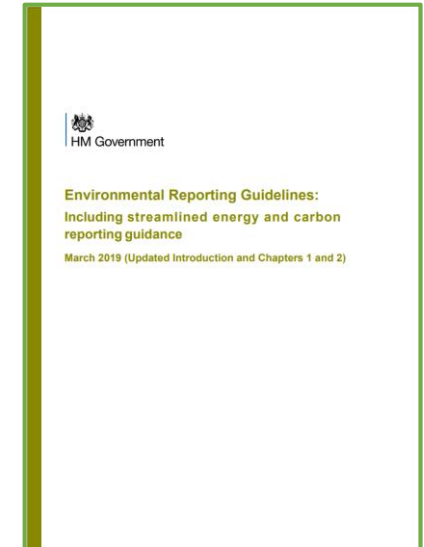 HM Government
Environmental Reporting Guidelines:
Including streamlined energy and carbon
reporting guidance
March 2019 (Updated Introduction and Chapters 1 and 2)